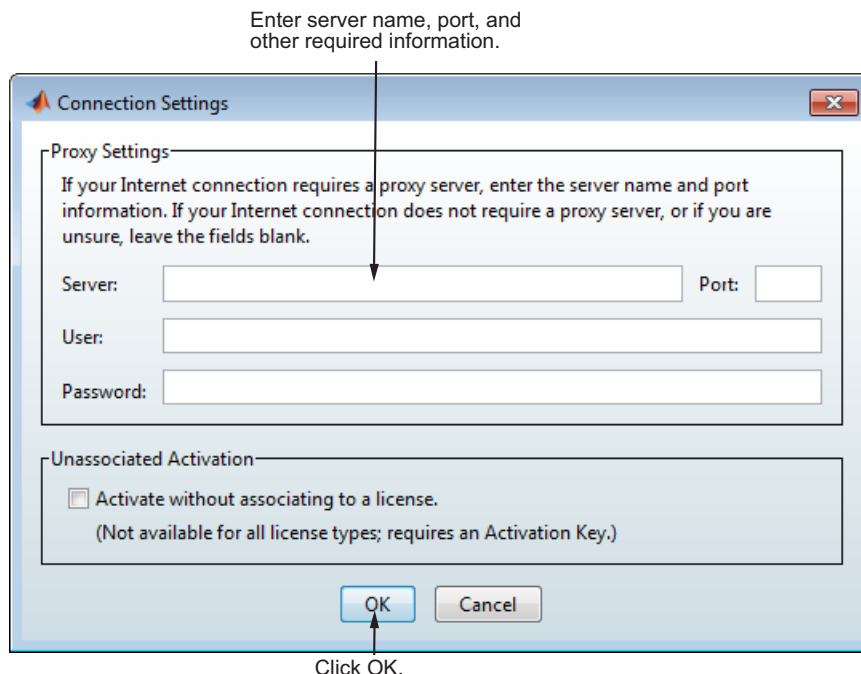 Enter server name, port, and
other required information.
Connection Settings
Proxy Settings
If your Internet connection requires a proxy server, enter the server name and port
information. If your Internet connection does not require a proxy server, or if you are
unsure, leave the fields blank.
Server: Port:
User:
Password:
Unassociated Activation
Activate without associating to a license.
(Not available for all license types; requires an Activation Key.)
OK Cancel
Click OK.